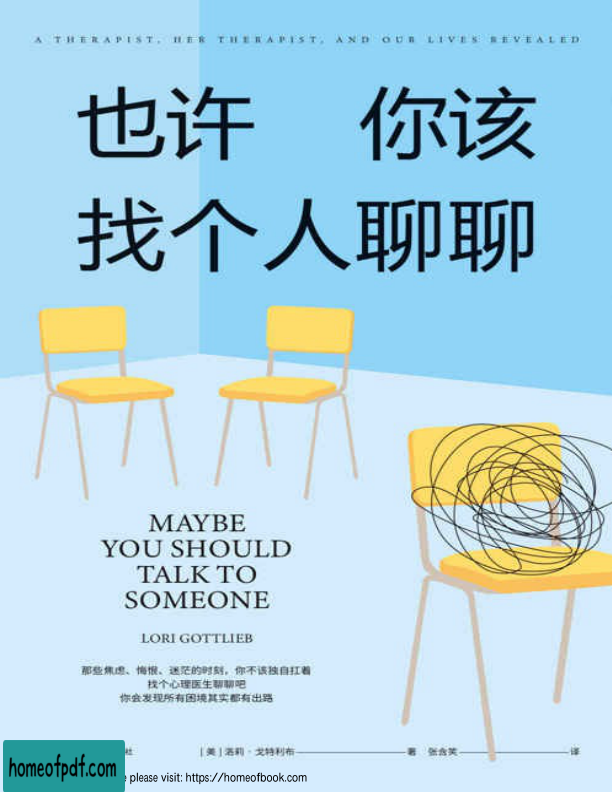 A THERAPIST, HER THERAPIST, AND OUR LIVES REVEALED
也许 你该
找个人聊聊
MAYBE
YOU SHOULD
TALK TO
SOMEONE
LORI GOTTLIEB
那些焦虑、悔恨、迷茫的时刻，你不该独自扛着
找个心理医生聊聊吧
你会发现所有困境其实都有出路
社 [美]洛莉·戈特利布 著 张含笑 译
homeofpdf.com
please visit: https://homeofbook.com